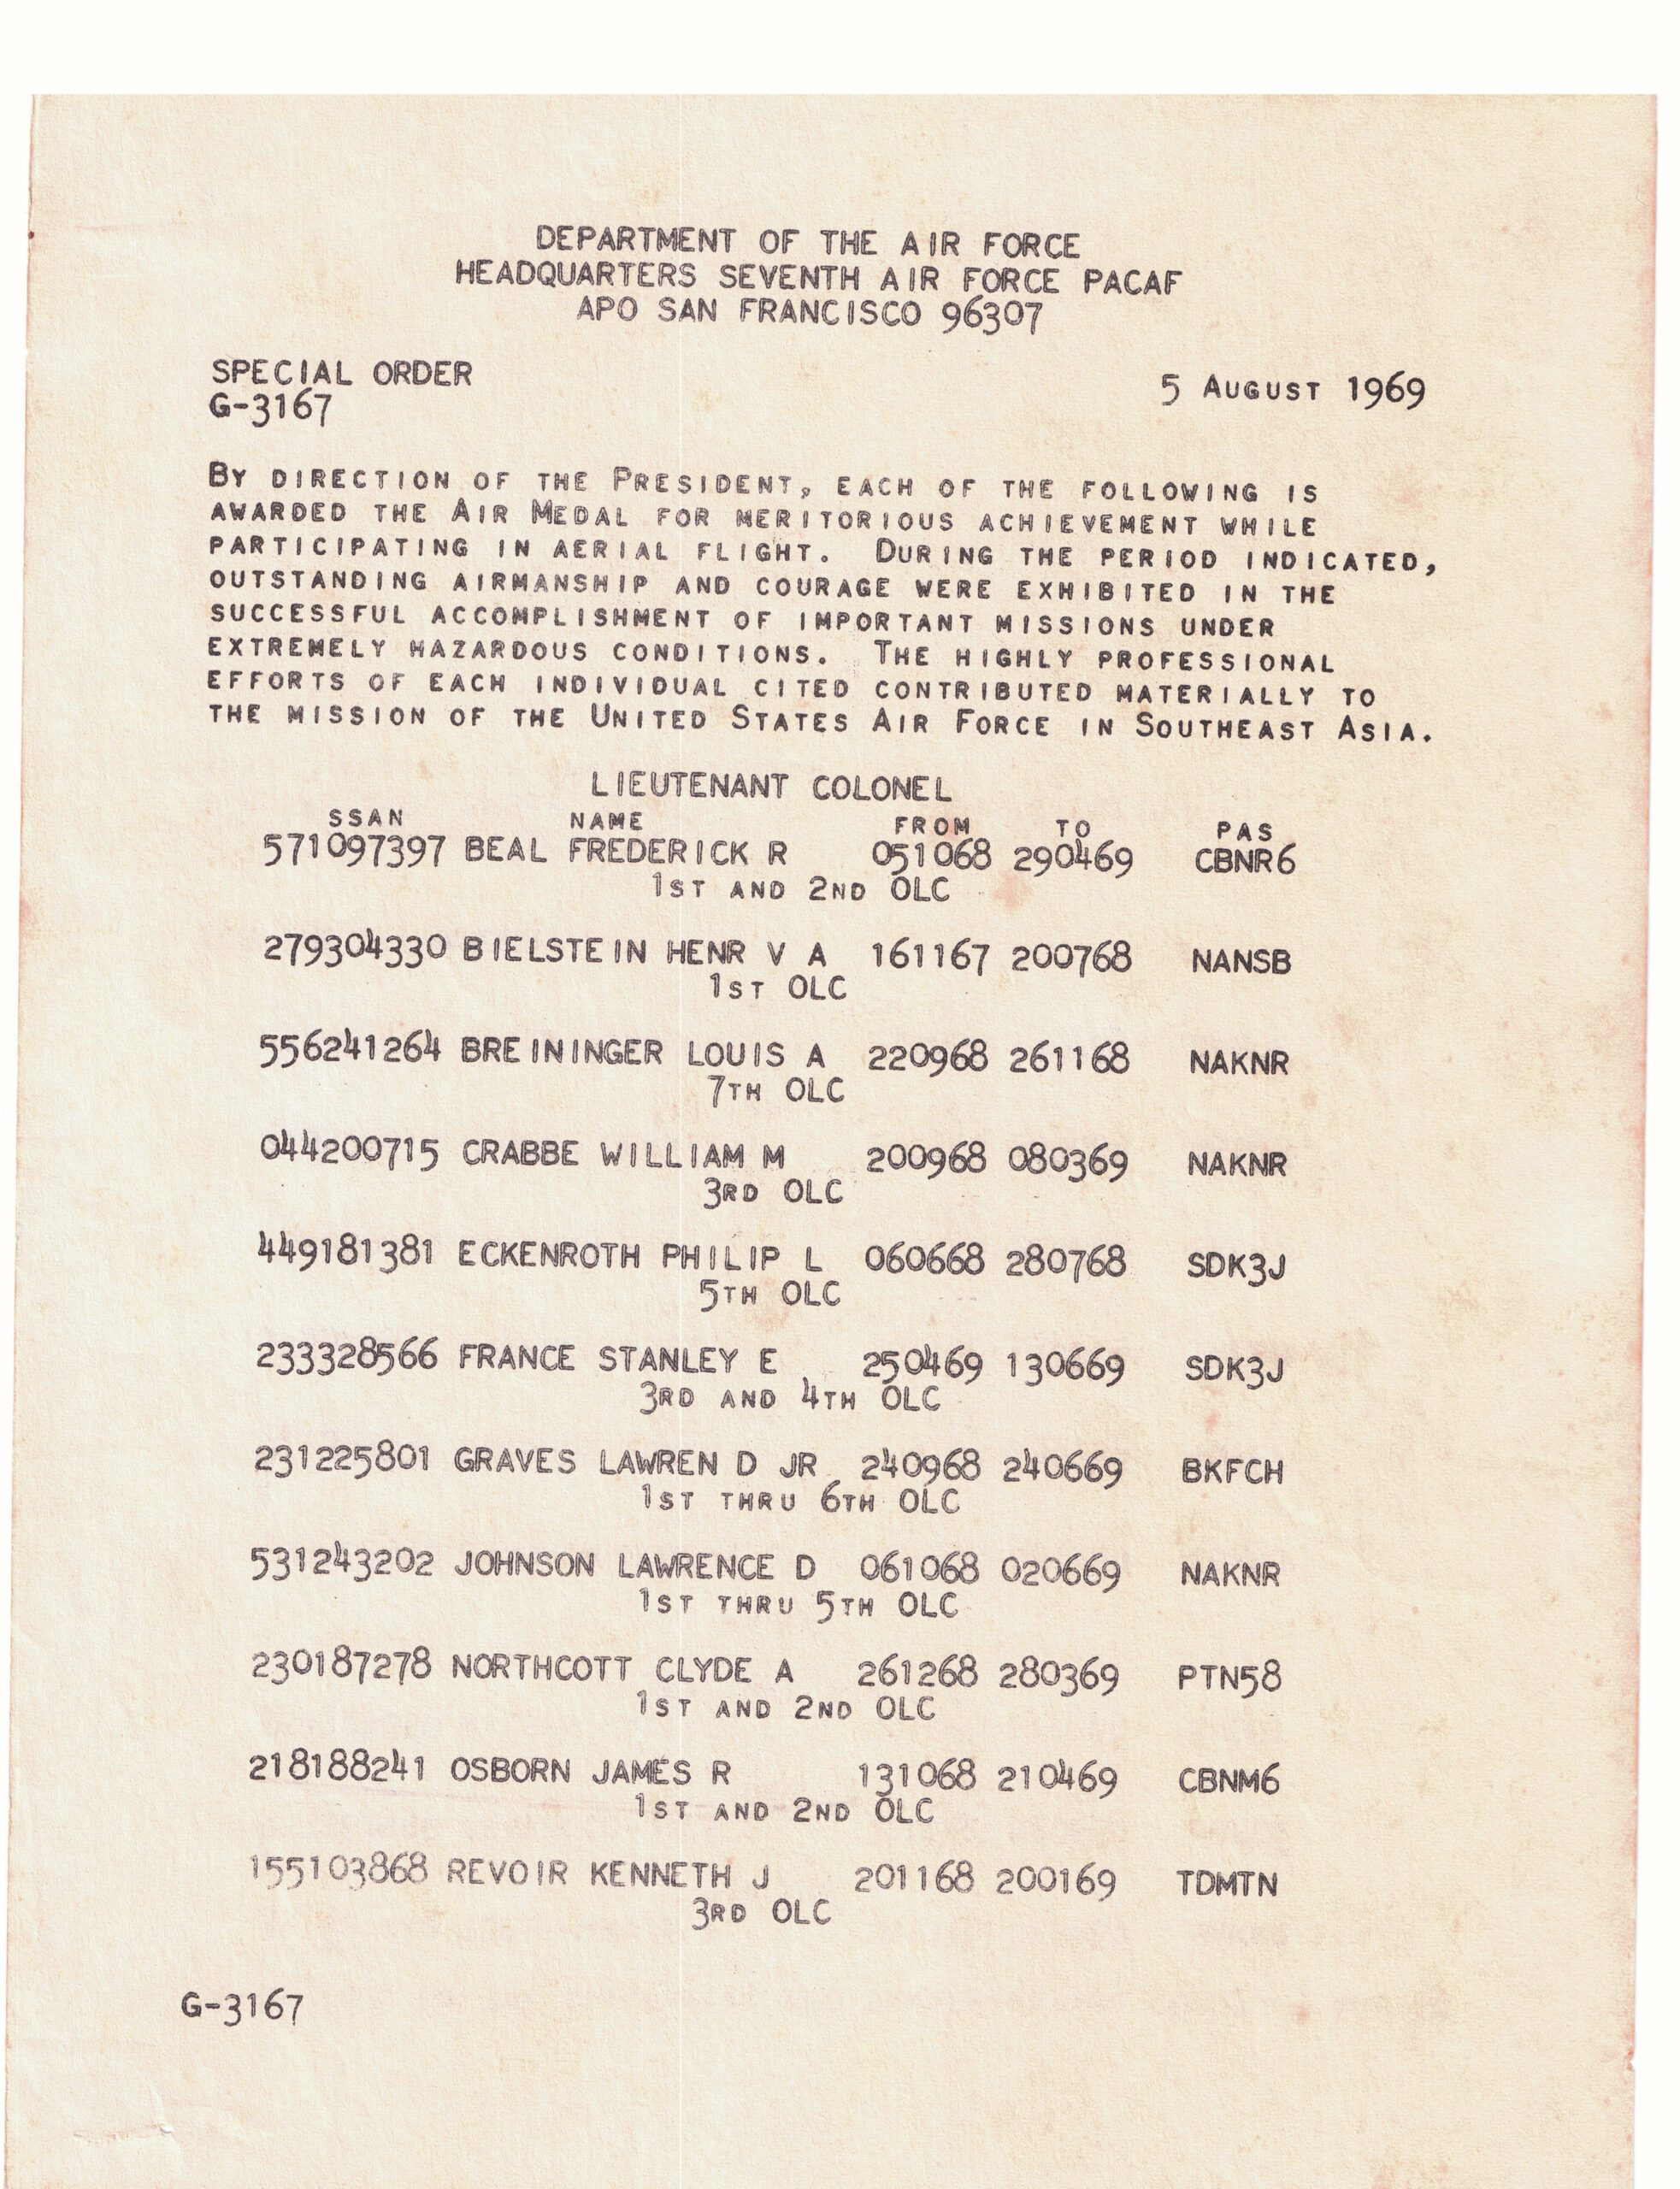 DEPARTMENT OF THE AIR FORCE
HEADQUARTERS SEVENTH AIR FORCE PACAF
APO SAN FRANCISCO 96307
SPECIAL ORDER
G-3167
5 AUGUST 1969
BY DIRECTION OF THE PRESIDENT, EACH OF THE FOLLOWING IS
AWARDED THE AIR MEDAL FOR MERITORIOUS ACHIEVEMENT WHILE
PARTICIPATING IN AERIAL FLIGHT. DURING THE PERIOD INDICATED,
OUTSTANDING AIRMANSHIP AND COURAGE WERE EXHIBITED IN THE
SUCCESSFUL ACCOMPLISHMENT OF IMPORTANT MISSIONS UNDER
EXTREMELY HAZARDOUS CONDITIONS. THE HIGHLY PROFESSIONAL
EFFORTS OF EACH INDIVIDUAL CITED CONTRIBUTED MATERIALLY TO
THE MISSION OF THE UNITED STATES AIR FORCE IN SOUTHEAST ASIA.
LIEUTENANT COLONEL
SSAN NAME FROM TO PAS
571097397 BEAL FREDERICK R 051068 290469 CBNR6
1ST AND 2ND OLC
279304330 BIELSTEIN HENR V A 161167 200768 NANSB
1ST OLC
556241264 BREININGER LOUIS A 220968 261168 NAKNR
7TH OLC
044200715 CRABBE WILLIAM M 200968 080369 NAKNR
3RD OLC
449181381 ECKENROTH PHILIP L 060668 280768 SDK3J
5TH OLC
233328566 FRANCE STANLEY E 250469 130669 SDK3J
3RD AND 4TH OLC
231225801 GRAVES LAWREN D JR 240968 240669 BKFCH
1ST THRU 6TH OLC
531243202 JOHNSON LAWRENCE D 061068 020669 NAKNR
1ST THRU 5TH OLC
230187278 NORTHCOTT CLYDE A 261268 280369 PTN58
1ST AND 2ND OLC
218188241 OSBORN JAMES R 131068 210469 CBNM6
1ST AND 2ND OLC
155103868 REVOIR KENNETH J 201168 200169 TDMTN
3RD OLC
G-3167